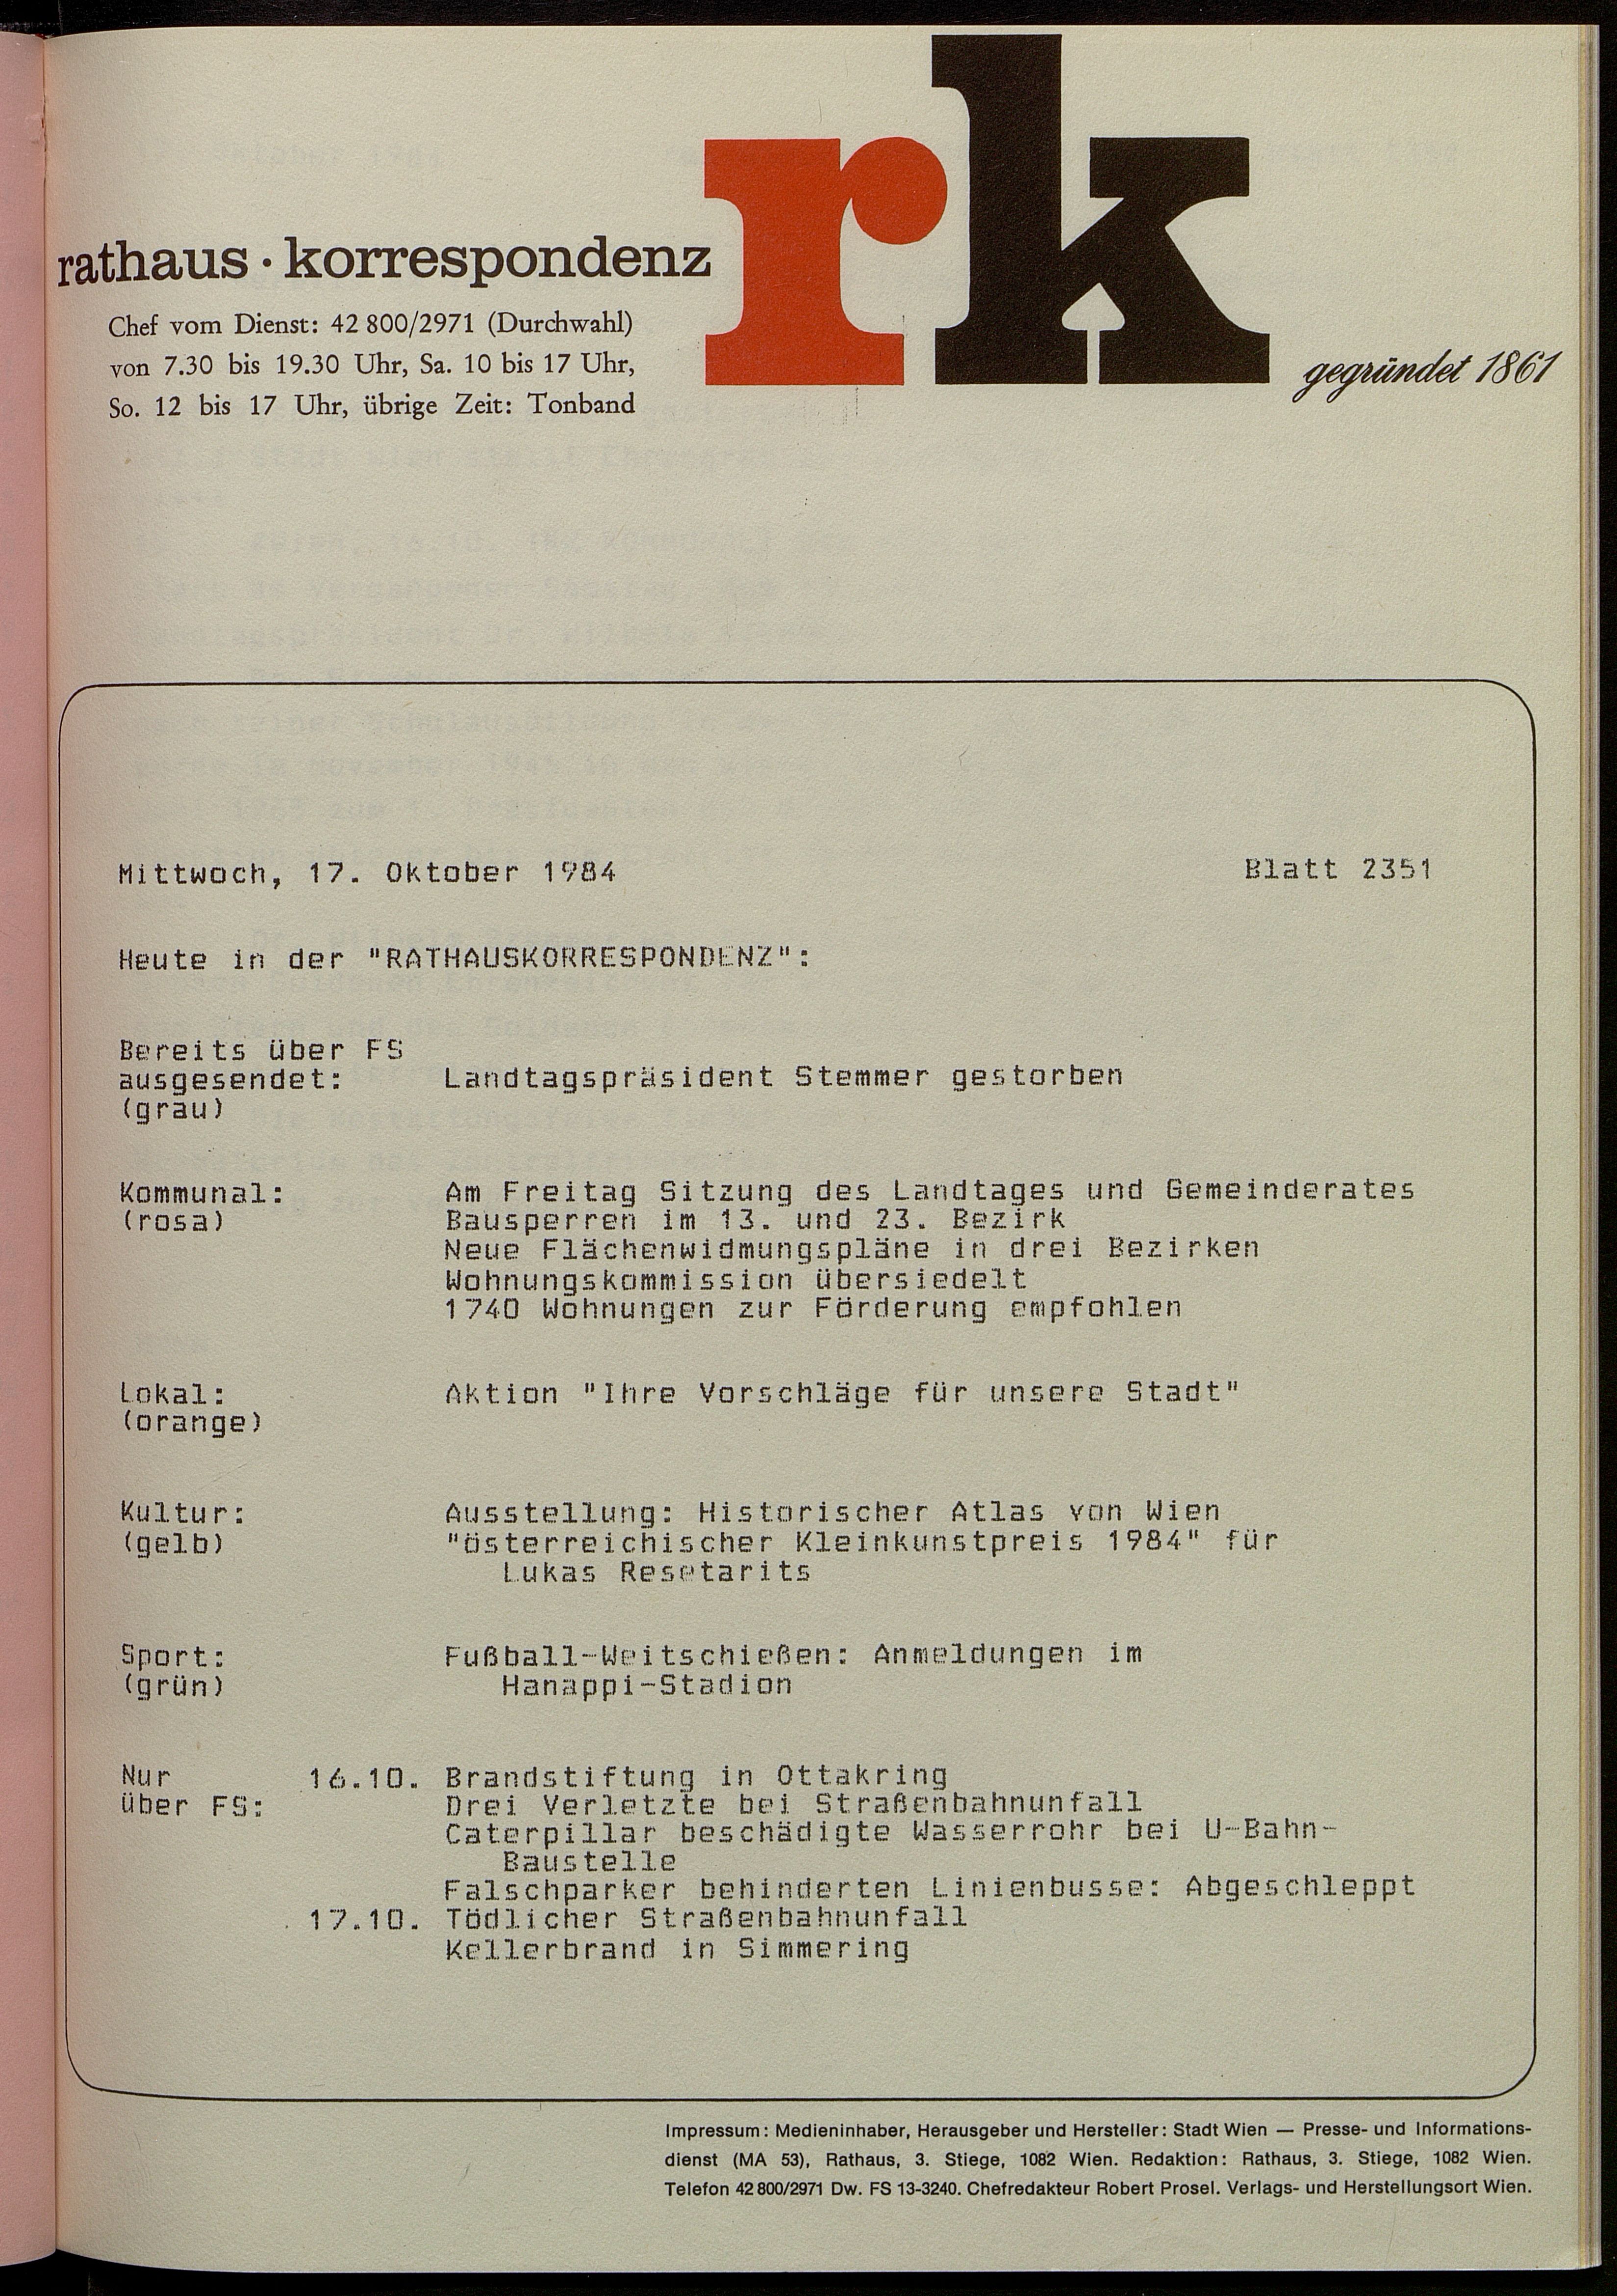 rk
rathaus · korrespondenz
Chef vom Dienst: 42 800/2971 (Durchwahl)
von 7.30 bis 19.30 Uhr, Sa. 10 bis 17 Uhr,
So. 12 bis 17 Uhr, übrige Zeit: Tonband
gegründet 1861
Mittwoch, 17. Oktober 1984 Blatt 2351
Heute in der "RATHAUSKORRESPONDENZ":
Bereits über FS
ausgesendet: Landtagspräsident Stemmer gestorben
(grau)
Kommunal: Am Freitag Sitzung des Landtages und Gemeinderates
(rosa) Bausperren im 13. und 23. Bezirk
Neue Flächenwidmungspläne in drei Bezirken
Wohnungskommission übersiedelt
1740 Wohnungen zur Förderung empfohlen
Lokal: Aktion "Ihre Vorschläge für unsere Stadt"
(orange)
Kultur: Ausstellung: Historischer Atlas von Wien
(gelb) "österreichischer Kleinkunstpreis 1984" für
Lukas Resetarits
Sport: Fußball-Weitschießen: Anmeldungen im
(grün) Hanappi-Stadion
Nur 16.10. Brandstiftung in Ottakring
über FS: Drei Verletzte bei Straßenbahnunfall
Caterpillar beschädigte Wasserrohr bei U-Bahn-
Baustelle
Falschparker behinderten Linienbusse: Abgeschleppt
17.10. Tödlicher Straßenbahnunfall
Kellerbrand in Simmering
Impressum: Medieninhaber, Herausgeber und Hersteller: Stadt Wien — Presse- und Informations-
dienst (MA 53), Rathaus, 3. Stiege, 1082 Wien. Redaktion: Rathaus, 3. Stiege, 1082 Wien.
Telefon 42 800/2971 Dw. FS 13-3240. Chefredakteur Robert Prosel. Verlags- und Herstellungsort Wien.